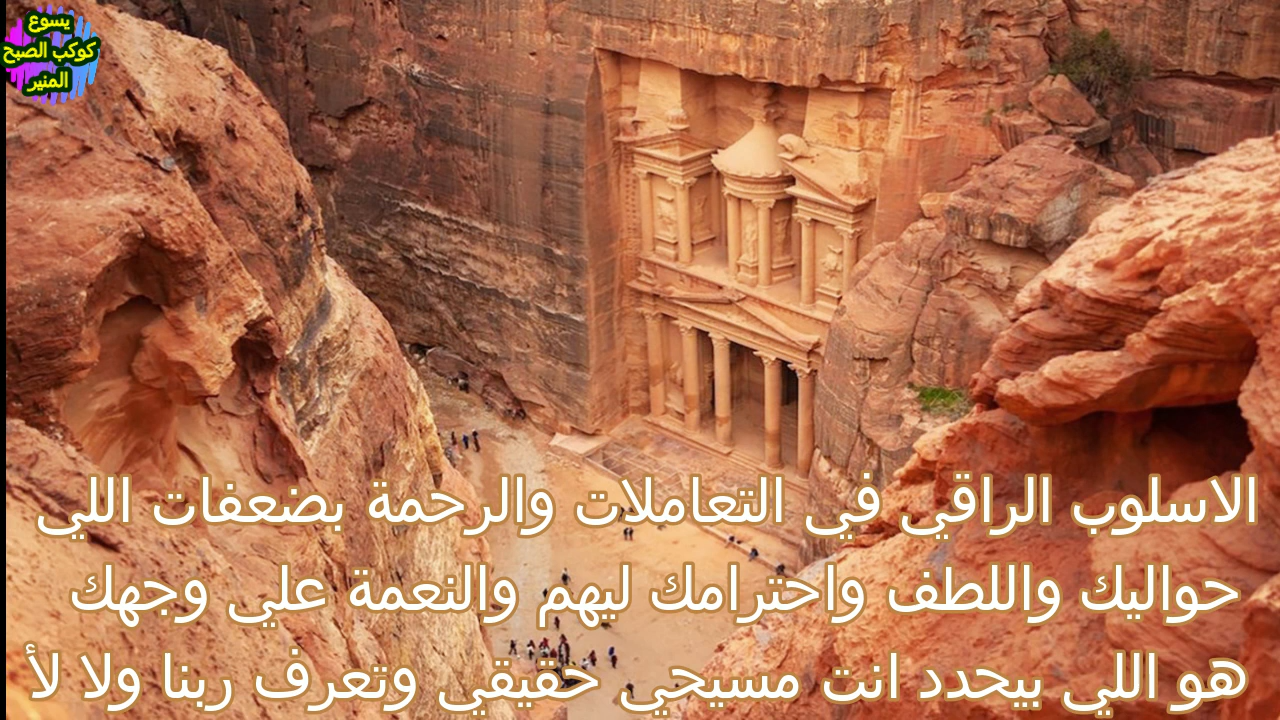 يسوع
كوكب الصبح
المنير
الاسلوب الراقي في التعاملات والرحمة بضعفات اللي
حواليك واللطف واحترامك ليهم والنعمة علي وجهك
هو اللي بيحدد انت مسيحي حقيقي وتعرف ربنا ولا لأ